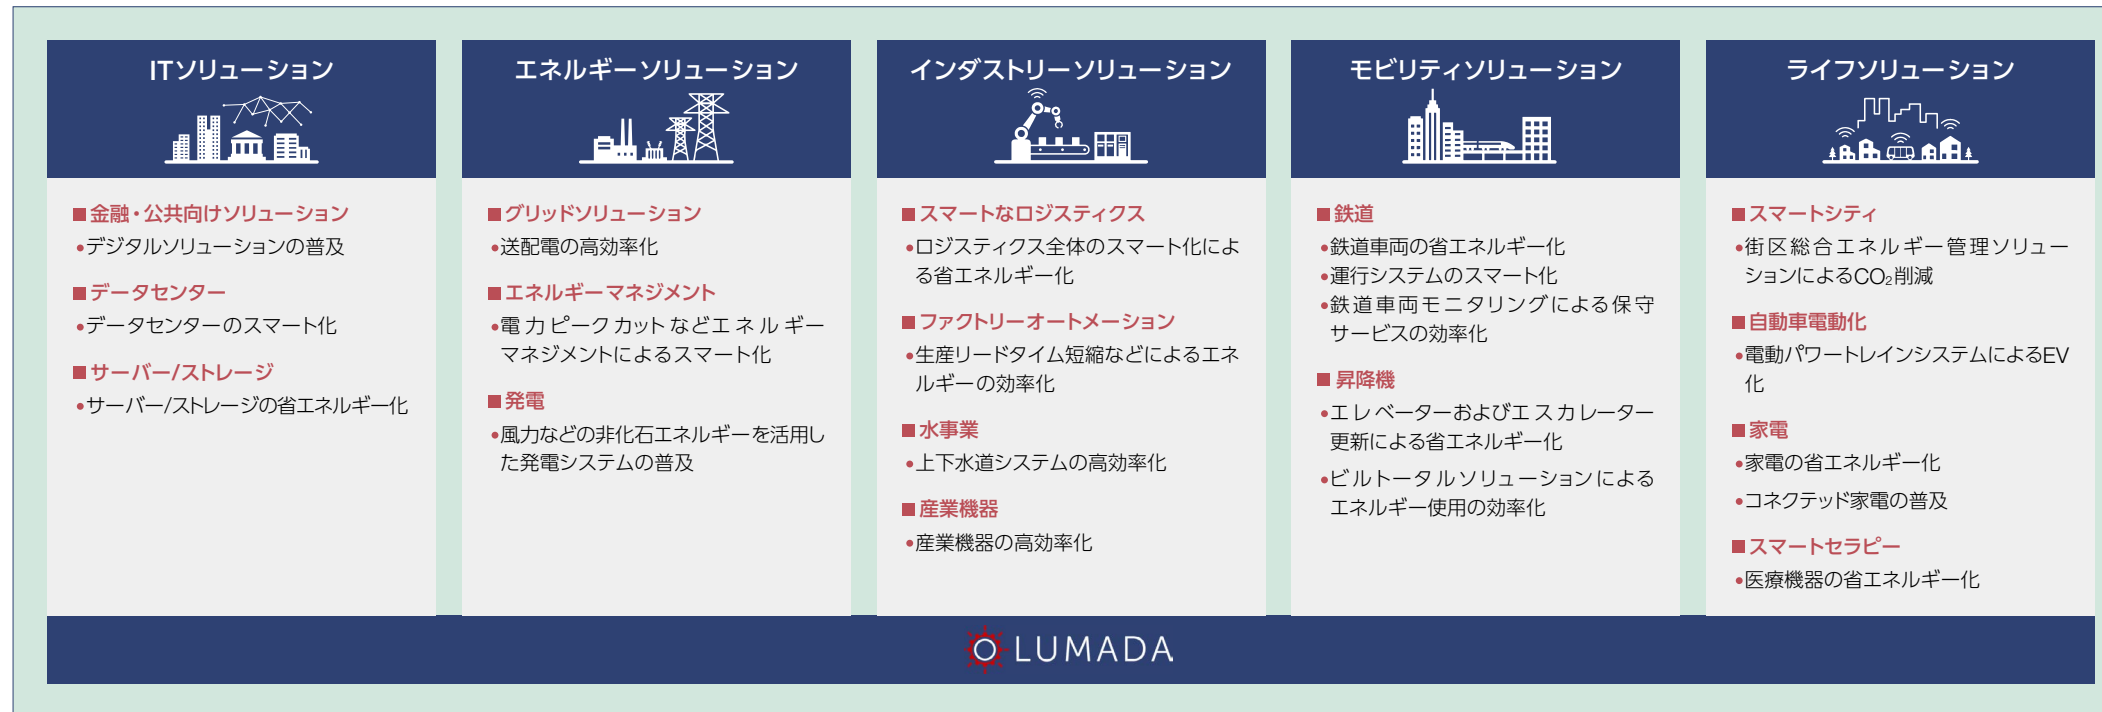 ITソリューション
■金融・公共向けソリューション
•デジタルソリューションの普及
■データセンター
•データセンターのスマート化
■サーバー/ストレージ
•サーバー/ストレージの省エネルギー化
エネルギーソリューション
■グリッドソリューション
•送配電の高効率化
■エネルギーマネジメント
•電力ピークカットなどエネルギー
マネジメントによるスマート化
■発電
•風力などの非化石エネルギーを活用し
た発電システムの普及
インダストリーソリューション
■スマートなロジスティクス
•ロジスティクス全体のスマート化によ
る省エネルギー化
■ファクトリーオートメーション
•生産リードタイム短縮などによるエネ
ルギーの効率化
■水事業
•上下水道システムの高効率化
■産業機器
•産業機器の高効率化
モビリティソリューション
■鉄道
•鉄道車両の省エネルギー化
•運行システムのスマート化
•鉄道車両モニタリングによる保守
サービスの効率化
■昇降機
•エレベーターおよびエスカレーター
更新による省エネルギー化
•ビルトータルソリューションによる
エネルギー使用の効率化
ライフソリューション
■スマートシティ
•街区総合エネルギー管理ソリュー
ションによるCO₂削減
■自動車電動化
•電動パワートレインシステムによるEV
化
■家電
•家電の省エネルギー化
•コネクテッド家電の普及
■スマートセラピー
•医療機器の省エネルギー化
LUMADA